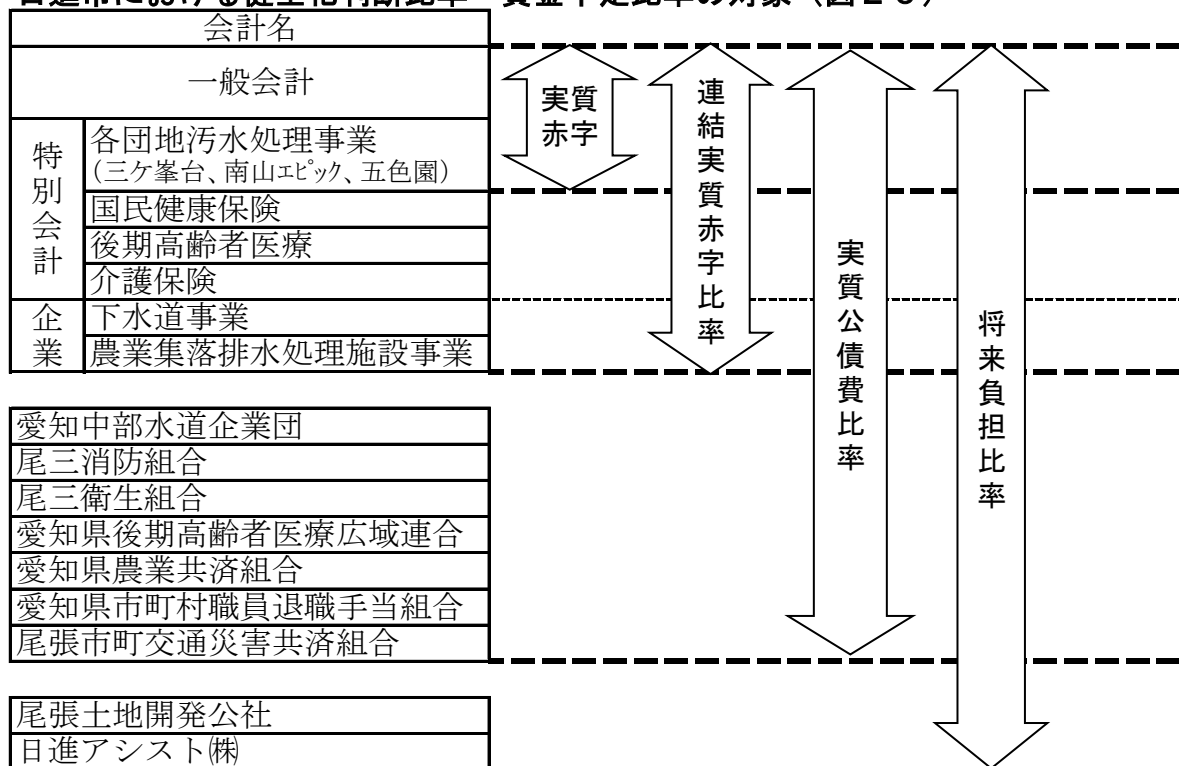 会計名
一般会計
特別会計
各団地汚水処理事業
(三ケ峯台、南山エピック、五色園)
国民健康保険
後期高齢者医療
介護保険
企業
下水道事業
農業集落排水処理施設事業
愛知中部水道企業団
尾三消防組合
尾三衛生組合
愛知県後期高齢者医療広域連合
愛知県農業共済組合
愛知県市町村職員退職手当組合
尾張市町交通災害共済組合
尾張土地開発公社
日進アシスト㈱
実質
赤字
連結実質赤字比率
実質公債費比率
将来負担比率